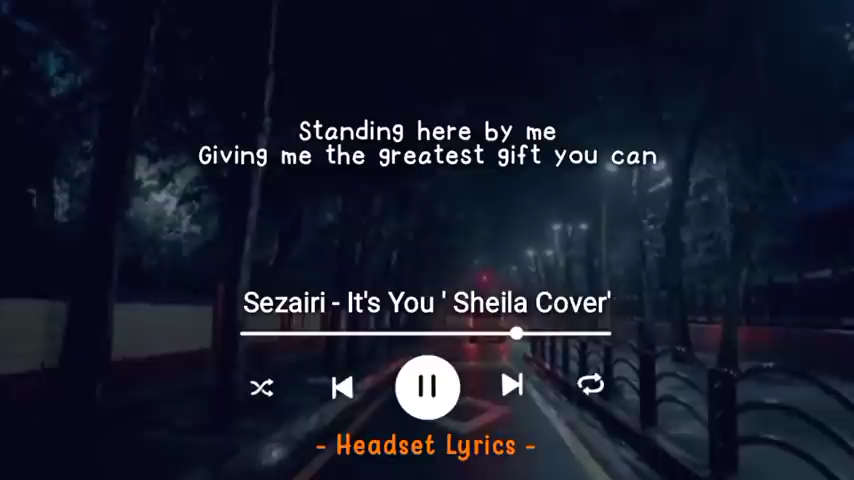 Standing here by me
Giving me the greatest gift you can
Sezairi - It's You ' Sheila Cover'
- Headset Lyrics -